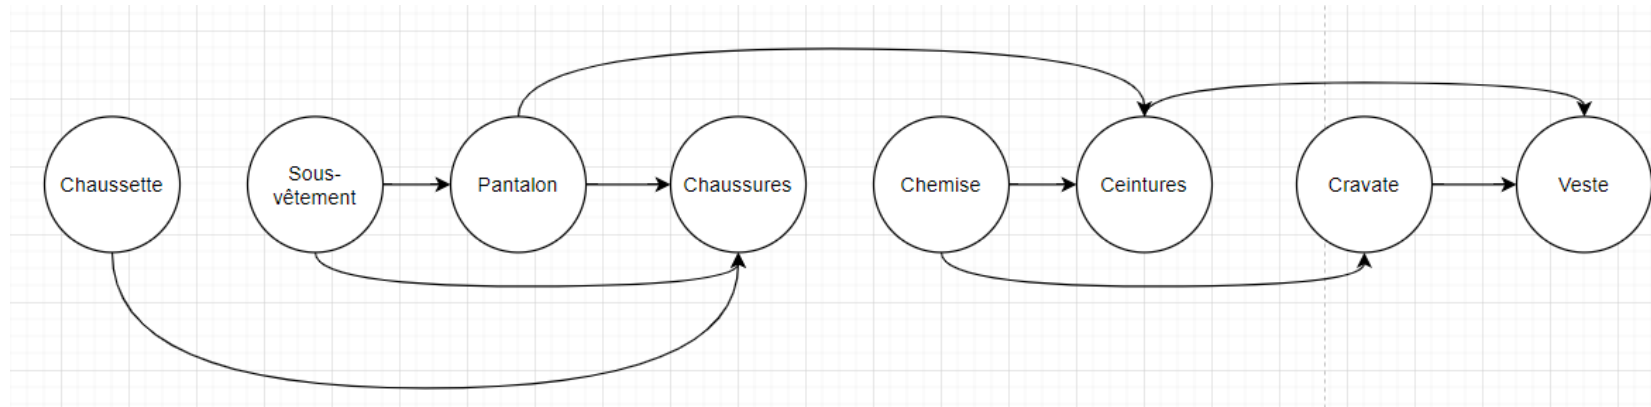 Chaussette
Sous-
vêtement
Pantalon
Chaussures
Chemise
Ceintures
Cravate
Veste